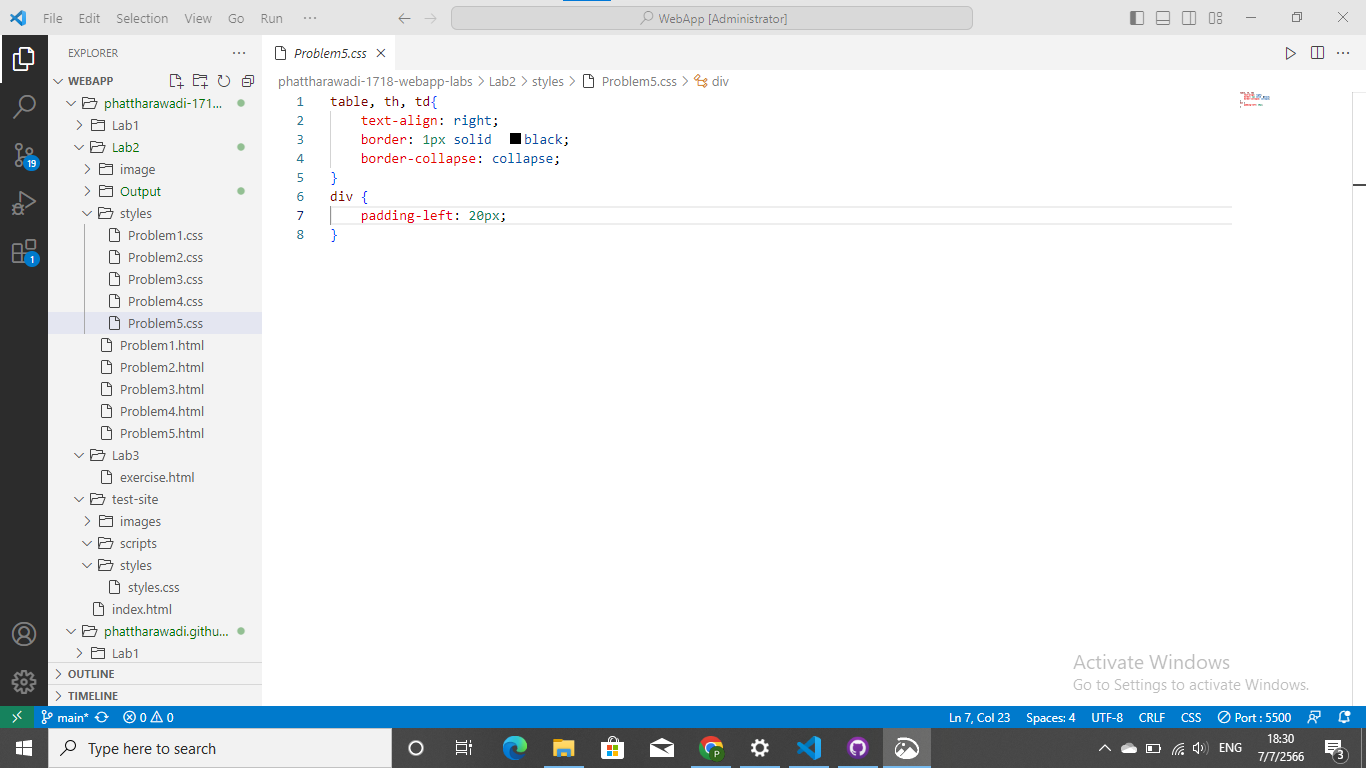 File Edit Selection View Go Run ··· WebApp [Administrator]
EXPLORER ···
Problem5.css
WEBAPP
phattharawadi-1718-webapp-labs > Lab2 > styles > Problem5.css > div
phattharawadi-171...
Lab1
Lab2
image
Output
styles
Problem1.css
Problem2.css
Problem3.css
Problem4.css
Problem5.css
Problem1.html
Problem2.html
Problem3.html
Problem4.html
Problem5.html
Lab3
exercise.html
test-site
images
scripts
styles
styles.css
index.html
phattharawadi.githu...
Lab1
OUTLINE
TIMELINE
19
1
1 table, th, td{
2 text-align: right;
3 border: 1px solid black;
4 border-collapse: collapse;
5 }
6 div {
7 padding-left: 20px;
8 }
Activate Windows
Go to Settings to activate Windows.
main* 0 0 Ln 7, Col 23 Spaces: 4 UTF-8 CRLF CSS Port : 5500
Type here to search
P
ENG
18:30
7/7/2566
3